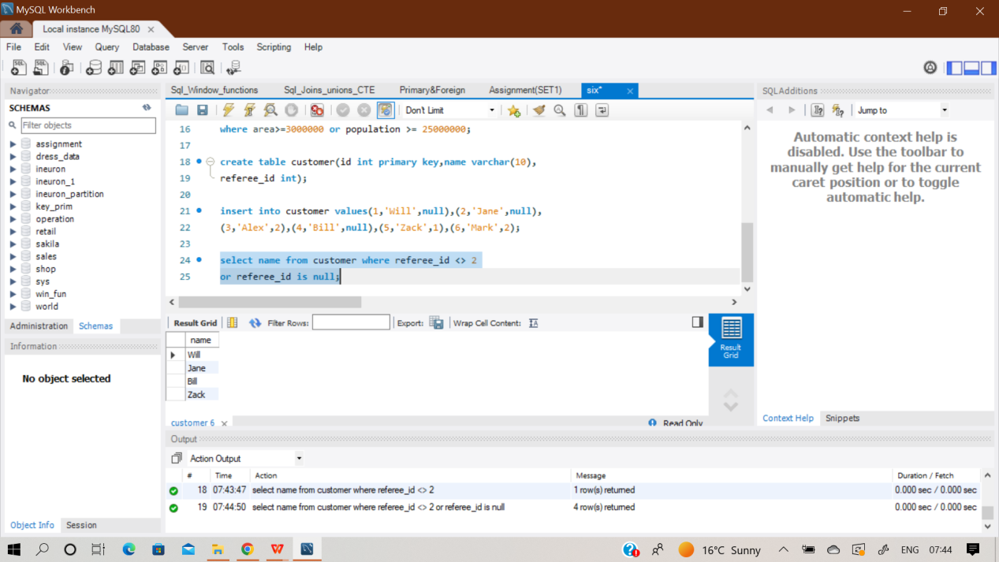 MySQL Workbench
Local instance MySQL80
File Edit View Query Database Server Tools Scripting Help
Navigator
SCHEMAS
Filter objects
assignment
dress_data
ineuron
ineuron_1
ineuron_partition
key_prim
operation
retail
sakila
sales
shop
sys
win_fun
world
Administration Schemas
Information
No object selected
Object Info Session
Sql_Window_functions Sql_Joins_unions_CTE Primary&Foreign Assignment(SET1) six*
Don't Limit
16 where area>=3000000 or population >= 25000000;
17
18 create table customer(id int primary key,name varchar(10),
19 referee_id int);
20
21 insert into customer values(1,'Will',null),(2,'Jane',null),
22 (3,'Alex',2),(4,'Bill',null),(5,'Zack',1),(6,'Mark',2);
23
24 select name from customer where referee_id <> 2
25 or referee_id is null;
Result Grid Filter Rows: Export: Wrap Cell Content:
name
Will
Jane
Bill
Zack
Result
Grid
customer 6 Read Only
Output
Action Output
# Time Action Message Duration / Fetch
18 07:43:47 select name from customer where referee_id <> 2 1 row(s) returned 0.000 sec / 0.000 sec
19 07:44:50 select name from customer where referee_id <> 2 or referee_id is null 4 row(s) returned 0.000 sec / 0.000 sec
SQLAdditions
Jump to
Automatic context help is
disabled. Use the toolbar to
manually get help for the current
caret position or to toggle
automatic help.
Context Help Snippets
16°C Sunny ENG 07:44